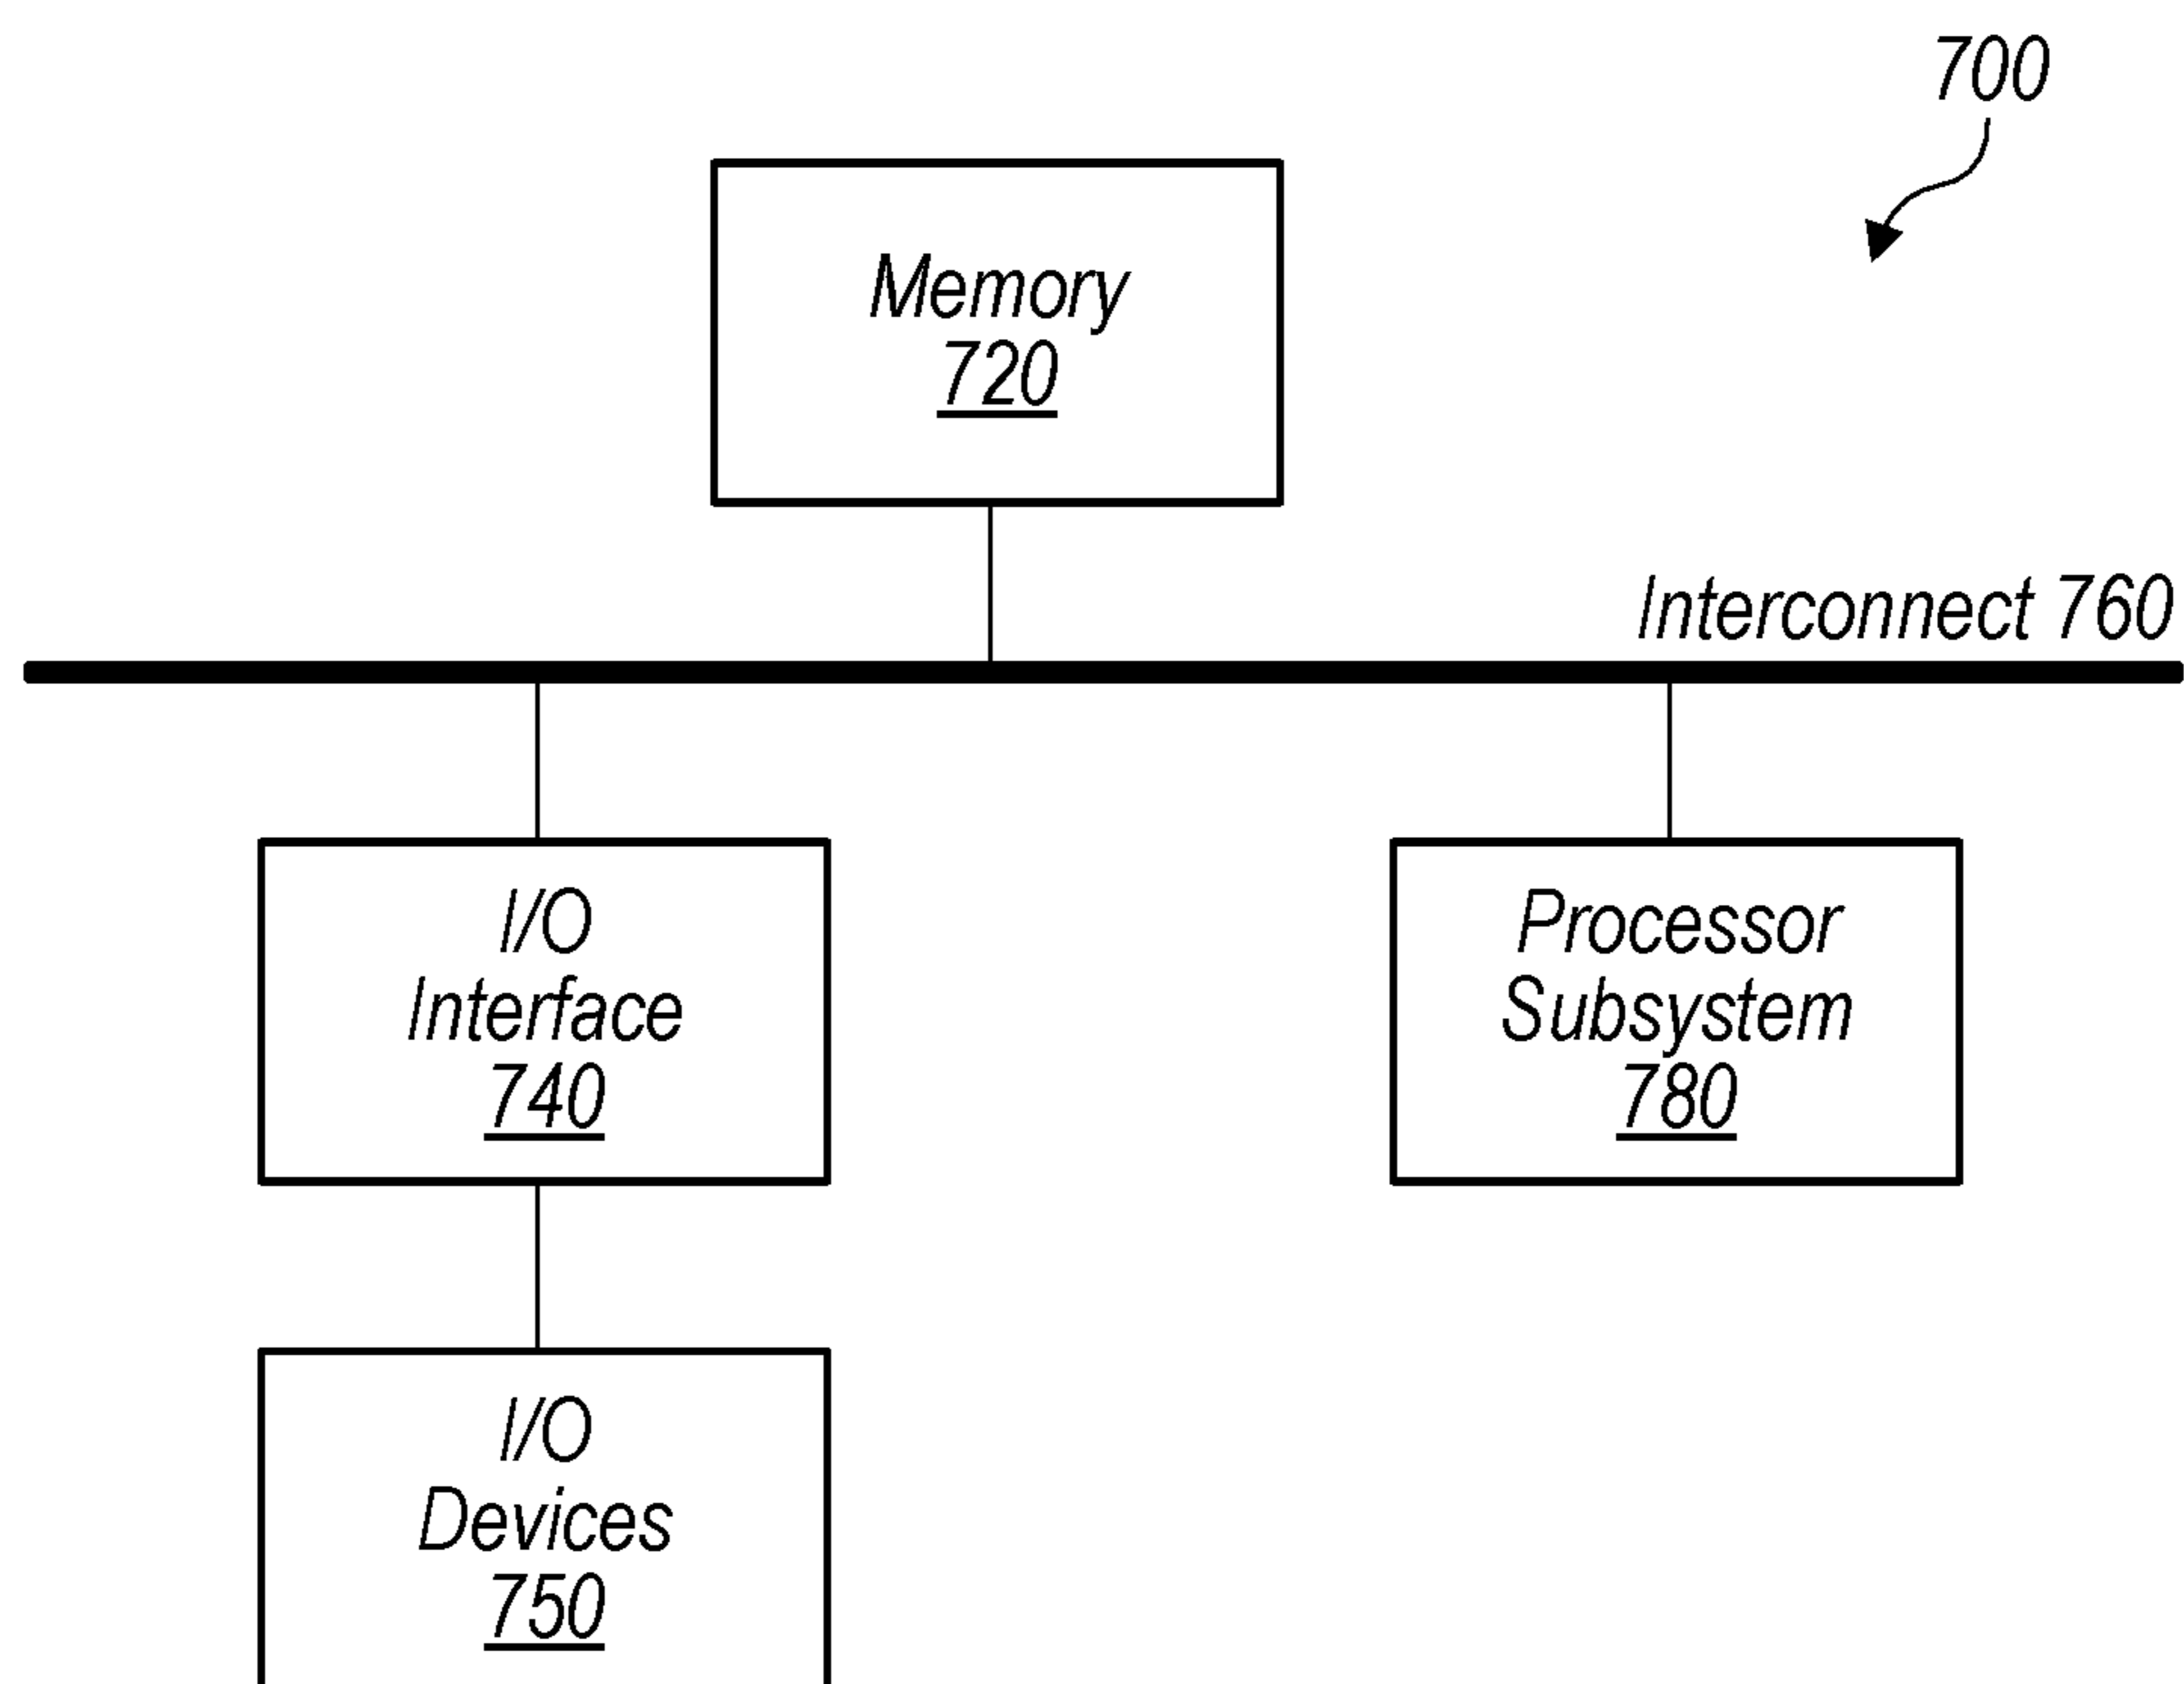 700
Memory
720
Interconnect 760
I/O
Interface
740
Processor
Subsystem
780
I/O
Devices
750